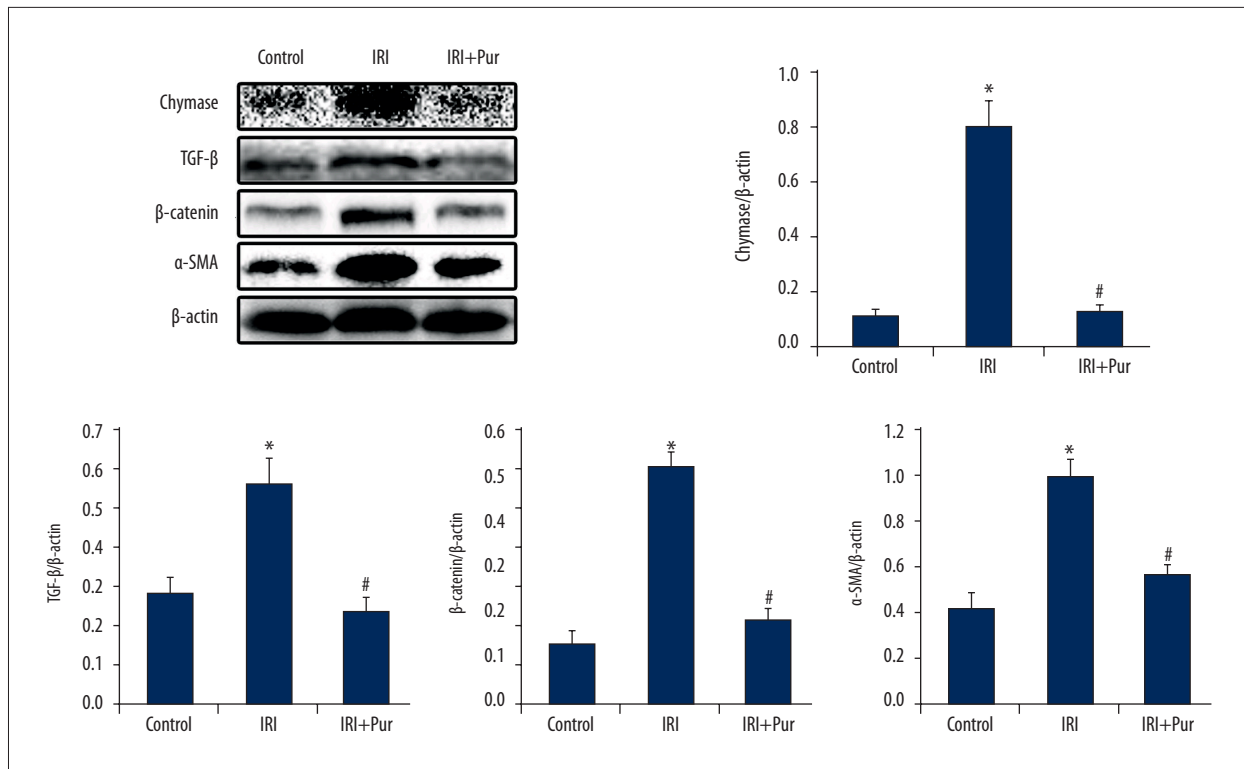 Control IRI IRI+Pur
Chymase
TGF-β
β-catenin
α-SMA
β-actin
Chymase/β-actin
1.0
0.8
0.6
0.4
0.2
0.0
*
#
Control IRI IRI+Pur
TGF-β/β-actin
0.7
0.6
0.5
0.4
0.2
0.2
0.1
0.0
*
#
Control IRI IRI+Pur
β-catenin/β-actin
0.6
0.5
0.4
0.2
0.2
0.1
0.0
*
#
Control IRI IRI+Pur
α-SMA/β-actin
1.2
1.0
0.8
0.6
0.4
0.2
0.0
*
#
Control IRI IRI+Pur